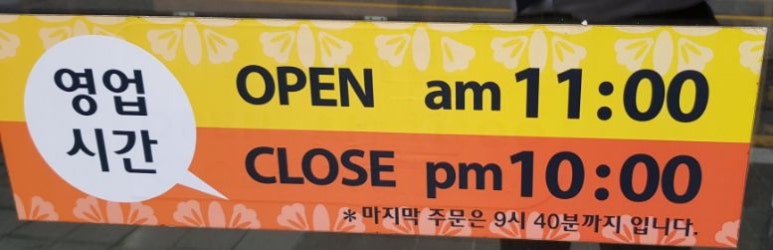 영업
시간
OPEN am 11:00
CLOSE pm 10:00
*마지막 주문은 9시 40분까지 입니다.